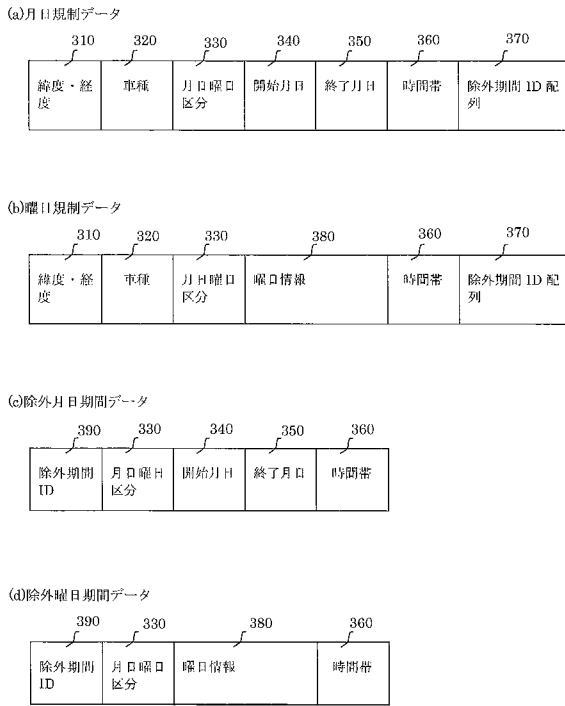 (a)月日規制データ
310 320 330 340 350 360 370
緯度・経度 車種 月日曜日区分 開始月日 終了月日 時間帯 除外期間 ID 配列
(b)曜日規制データ
310 320 330 380 360 370
緯度・経度 車種 月日曜日区分 曜日情報 時間帯 除外期間 ID 配列
(c)除外月日期間データ
390 330 340 350 360
除外期間 ID 月日曜日区分 開始月日 終了月日 時間帯
(d)除外曜日期間データ
390 330 380 360
除外期間 ID 月日曜日区分 曜日情報 時間帯